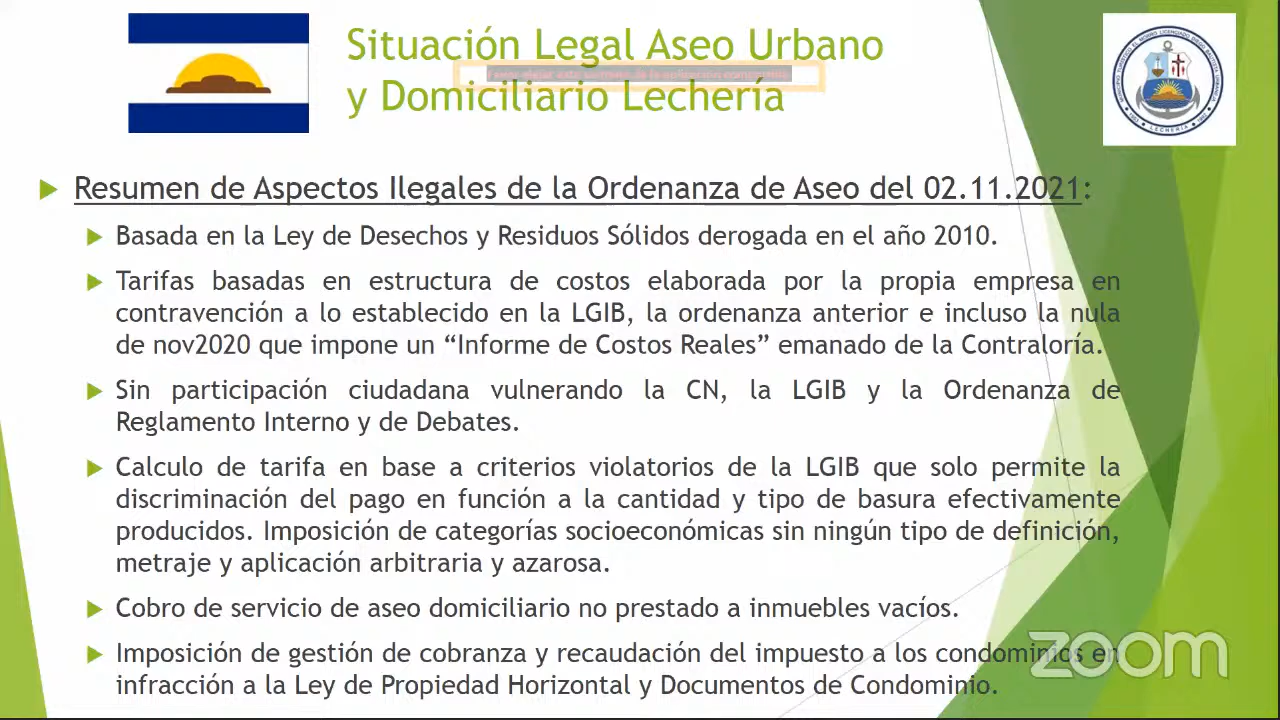 Situación Legal Aseo Urbano
y Domiciliario Lechería
LECHERÍA
Resumen de Aspectos Ilegales de la Ordenanza de Aseo del 02.11.2021:
Basada en la Ley de Desechos y Residuos Sólidos derogada en el año 2010.
Tarifas basadas en estructura de costos elaborada por la propia empresa en
contravención a lo establecido en la LGIB, la ordenanza anterior e incluso la nula
de nov2020 que impone un “Informe de Costos Reales” emanado de la Contraloría.
Sin participación ciudadana vulnerando la CN, la LGIB y la Ordenanza de
Reglamento Interno y de Debates.
Calculo de tarifa en base a criterios violatorios de la LGIB que solo permite la
discriminación del pago en función a la cantidad y tipo de basura efectivamente
producidos. Imposición de categorías socioeconómicas sin ningún tipo de definición,
metraje y aplicación arbitraria y azarosa.
Cobro de servicio de aseo domiciliario no prestado a inmuebles vacíos.
Imposición de gestión de cobranza y recaudación del impuesto a los condominios en
infracción a la Ley de Propiedad Horizontal y Documentos de Condominio.
zoom